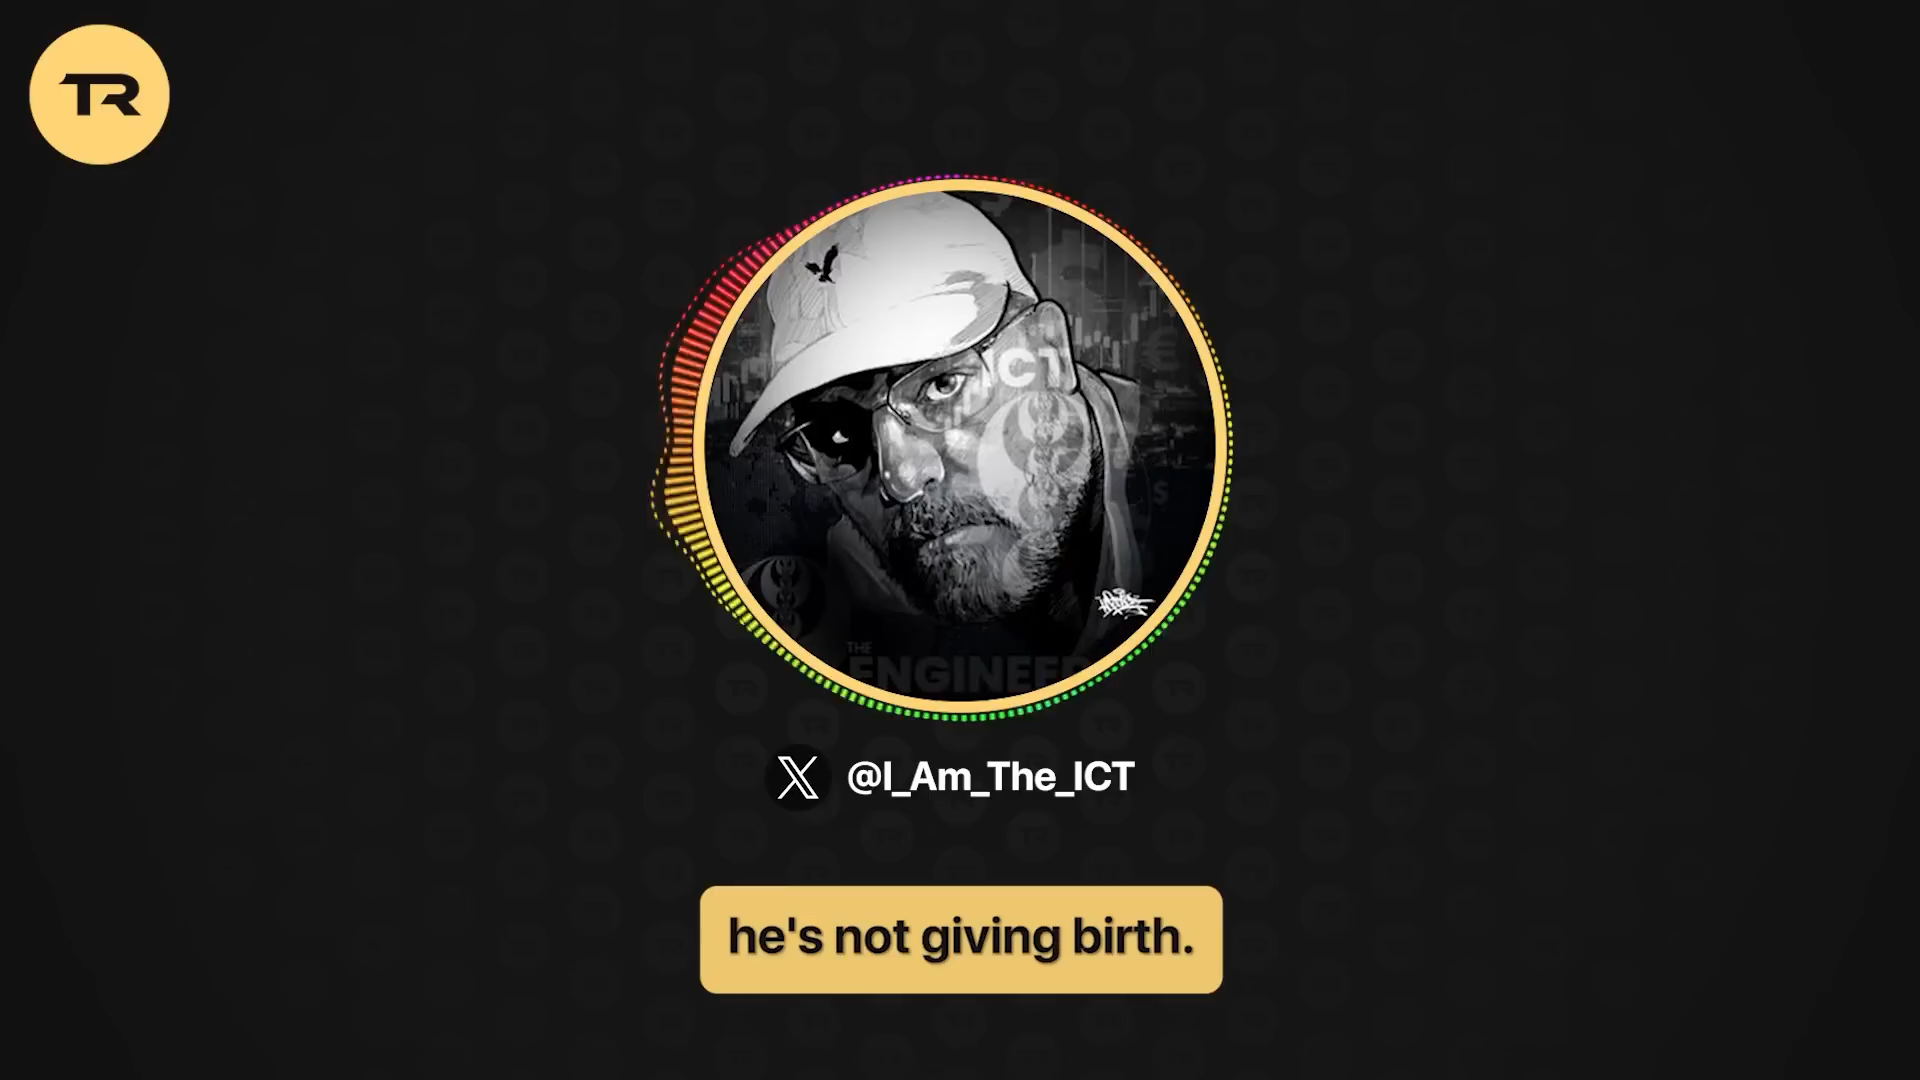 TR
ICT
THE
ENGINEER
@I_Am_The_ICT
he's not giving birth.